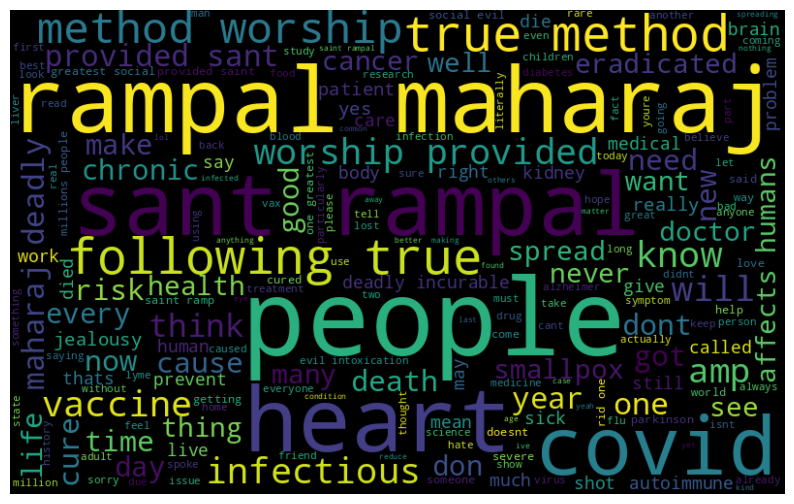 social evil man rare another spreading
method worship true method die even brain
first study saint rampal children coming nothing
provided sant cancer well eradicated
best look greatest social provided saint food research diabetes
rampal maharaj
liver read patient yes care literally fact youre going part problem
lol back blood infection believe
make worship provided medical need
real common today let
chronic say body sure right kidney others want said
millions people infected using away tell matter really way
deadly good one greatest particularly please hope doctor bad anyone new
sant rampal
vax lost great
following true spread know
work anything better making use found long love
died saint ramp cured treatment deadly incurable never give didnt
maharaj risk health two must drug alzheimer symptom help affects humans
every think come take cant actually keep person
people
something jealousy eye dont called
saying now cause human caused evil intoxication last smallpox got amp always
thats many death may medicine case still world
lyme prevent everyone condition parkinson isnt
state without getting thought rid one
vaccine heart year one see
history home feel mean age sick flu yeah yet
life time thing science doesnt
adult live hate severe live covid
cure day friend spoke don show virus already
million sorry issue infectious much shot autoimmune
due someone reduce kind